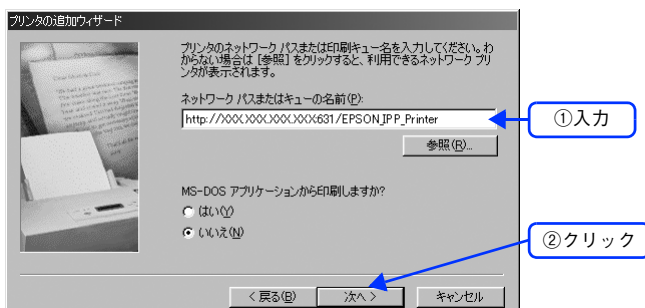 プリンタの追加ウィザード
プリンタのネットワーク パスまたは印刷キュー名を入力してください。わ
からない場合は [参照] をクリックすると、利用できるネットワーク プリ
ンタが表示されます。
ネットワーク パスまたはキューの名前(P):
http://XXX.XXX.XXX.XXX:631/EPSON_IPP_Printer
①入力
参照(R)...
MS-DOS アプリケーションから印刷しますか?
はい(Y)
いいえ(N)
②クリック
< 戻る(B)
次へ >
キャンセル